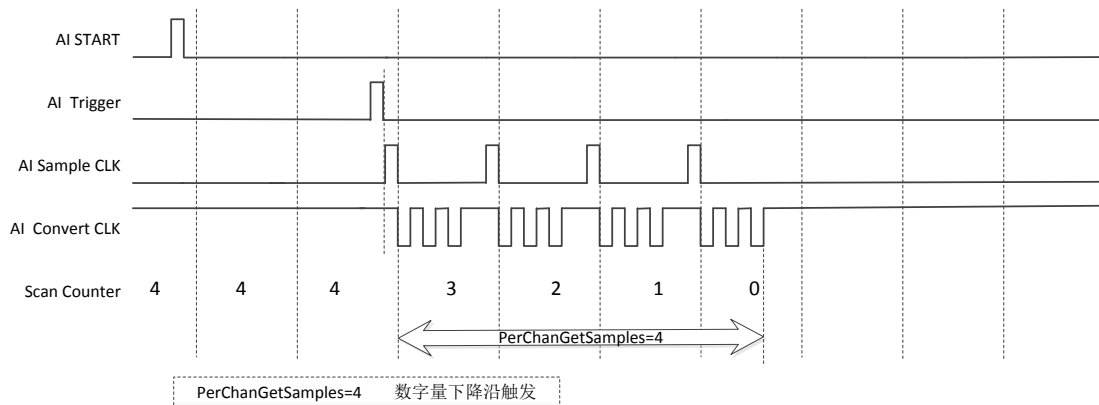 AI START
AI Trigger
AI Sample CLK
AI Convert CLK
Scan Counter 4 4 4 3 2 1 0
PerChanGetSamples=4
PerChanGetSamples=4 数字量下降沿触发